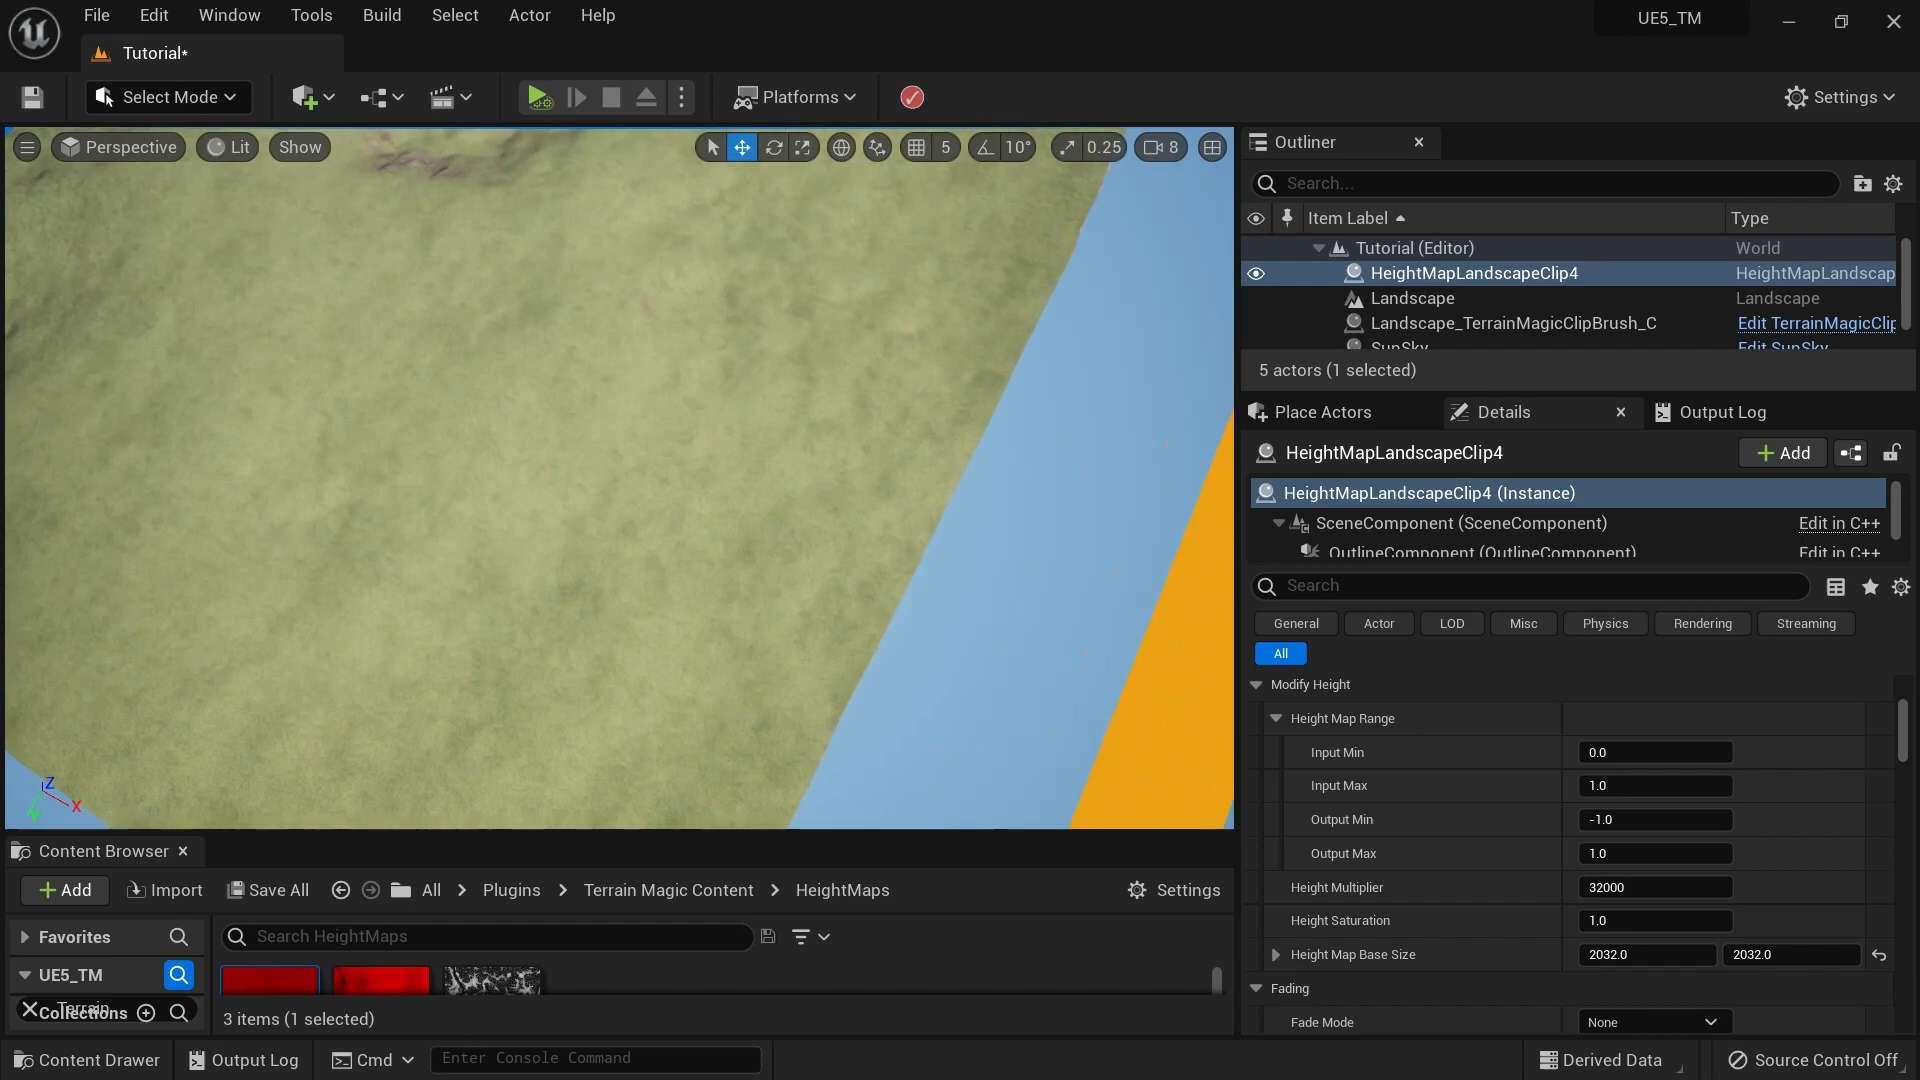 File Edit Window Tools Build Select Actor Help UE5_TM
Tutorial*
Select Mode Platforms Settings
Perspective Lit Show 5 10° 0.25 8
Outliner
Search...
Item Label Type
Tutorial (Editor) World
HeightMapLandscapeClip4 HeightMapLandscap
Landscape Landscape
Landscape_TerrainMagicClipBrush_C Edit TerrainMagicClip
SunSky Edit SunSky
5 actors (1 selected)
Place Actors Details Output Log
HeightMapLandscapeClip4 Add
HeightMapLandscapeClip4 (Instance)
SceneComponent (SceneComponent) Edit in C++
OutlineComponent (OutlineComponent) Edit in C++
Search
General Actor LOD Misc Physics Rendering Streaming
All
Modify Height
Height Map Range
Input Min 0.0
Input Max 1.0
Output Min -1.0
Output Max 1.0
Height Multiplier 32000
Height Saturation 1.0
Height Map Base Size 2032.0 2032.0
Fading
Fade Mode None
Z
X
Y
Content Browser
Add Import Save All All Plugins Terrain Magic Content HeightMaps Settings
Favorites Search HeightMaps
UE5_TM
Terrain
Collections
3 items (1 selected)
Content Drawer Output Log Cmd Enter Console Command Derived Data Source Control Off